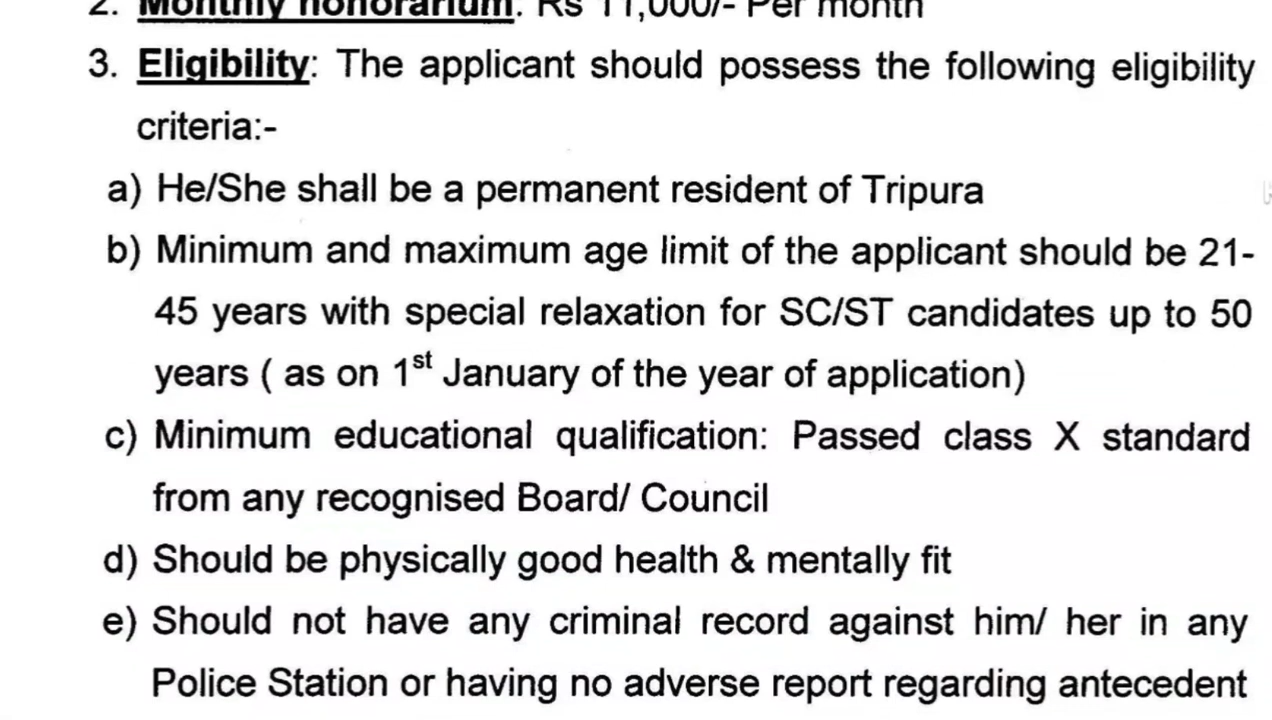 2. Monthly honorarium: Rs 11,000/- Per month
3. Eligibility: The applicant should possess the following eligibility
criteria:-
a) He/She shall be a permanent resident of Tripura
b) Minimum and maximum age limit of the applicant should be 21-
45 years with special relaxation for SC/ST candidates up to 50
years ( as on 1st January of the year of application)
c) Minimum educational qualification: Passed class X standard
from any recognised Board/ Council
d) Should be physically good health & mentally fit
e) Should not have any criminal record against him/ her in any
Police Station or having no adverse report regarding antecedent